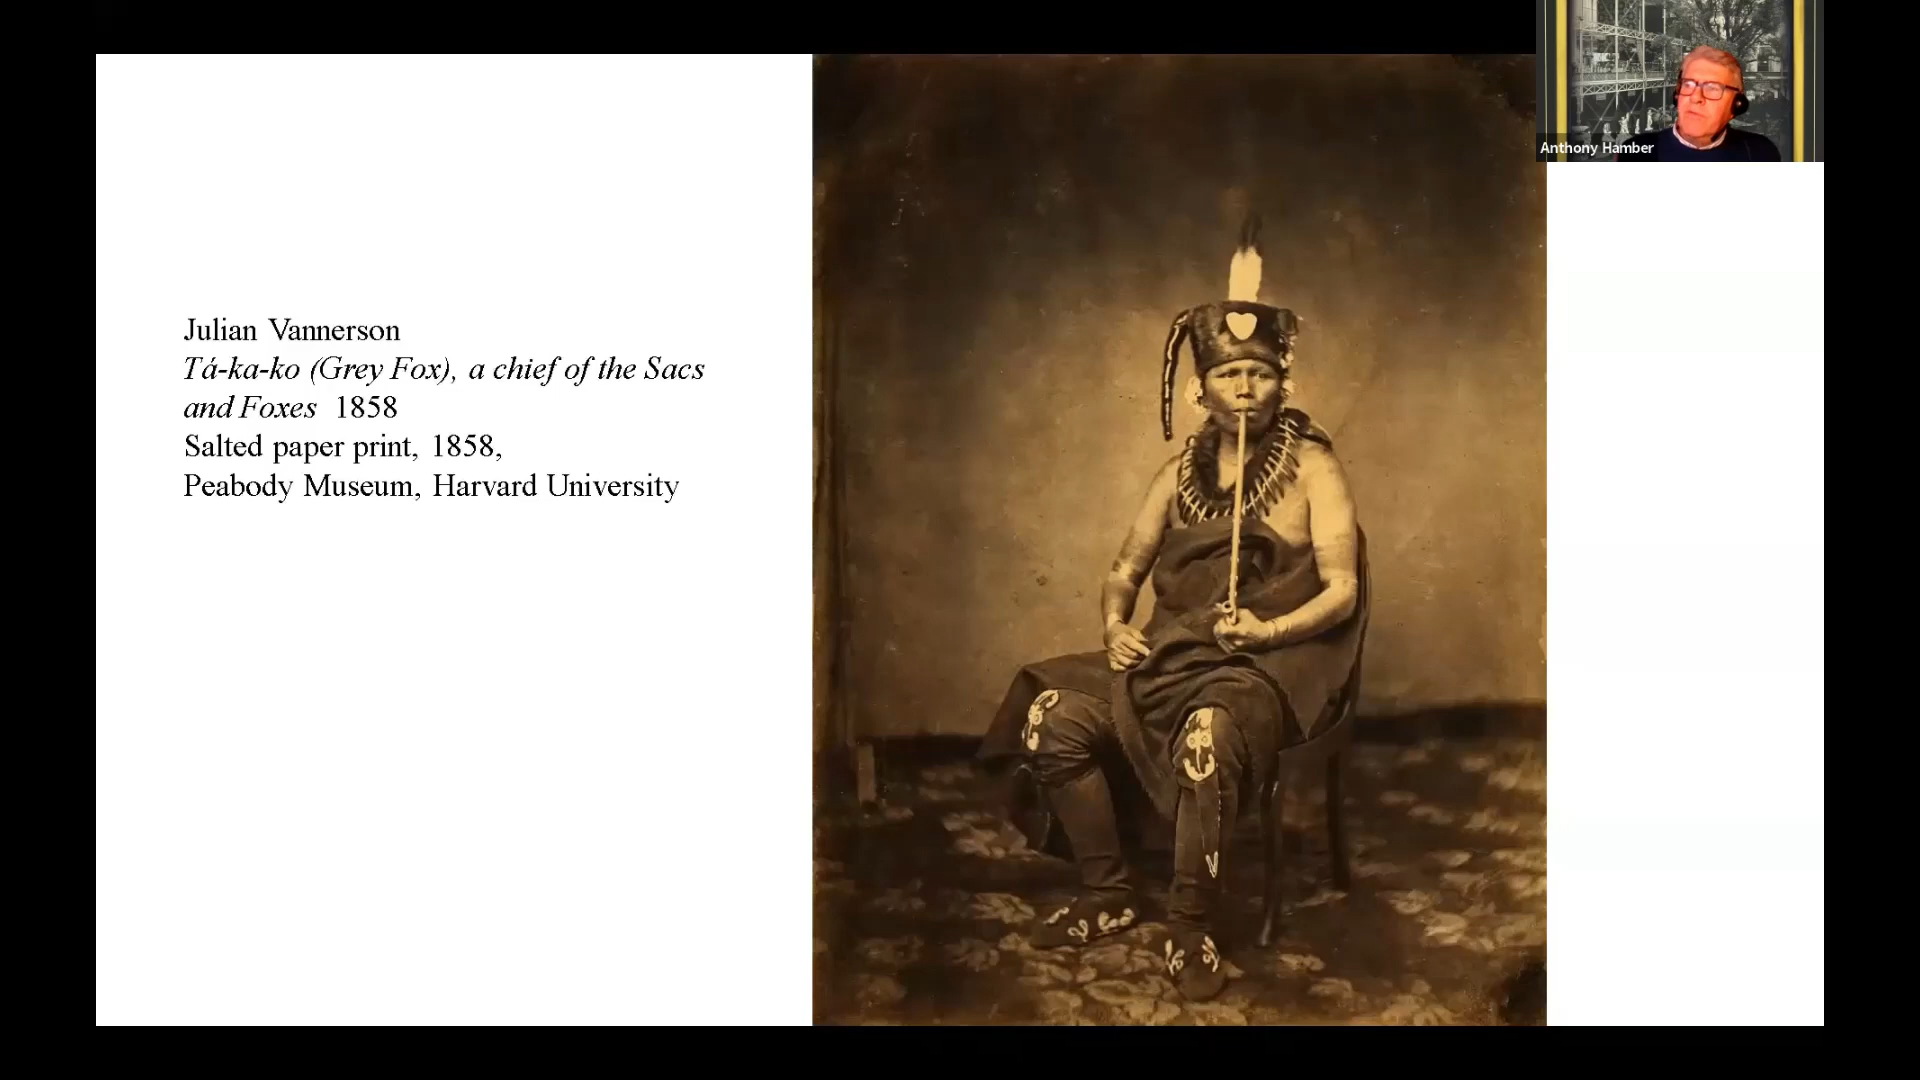 Anthony Hamber
Julian Vannerson
Tá-ka-ko (Grey Fox), a chief of the Sacs
and Foxes 1858
Salted paper print, 1858,
Peabody Museum, Harvard University